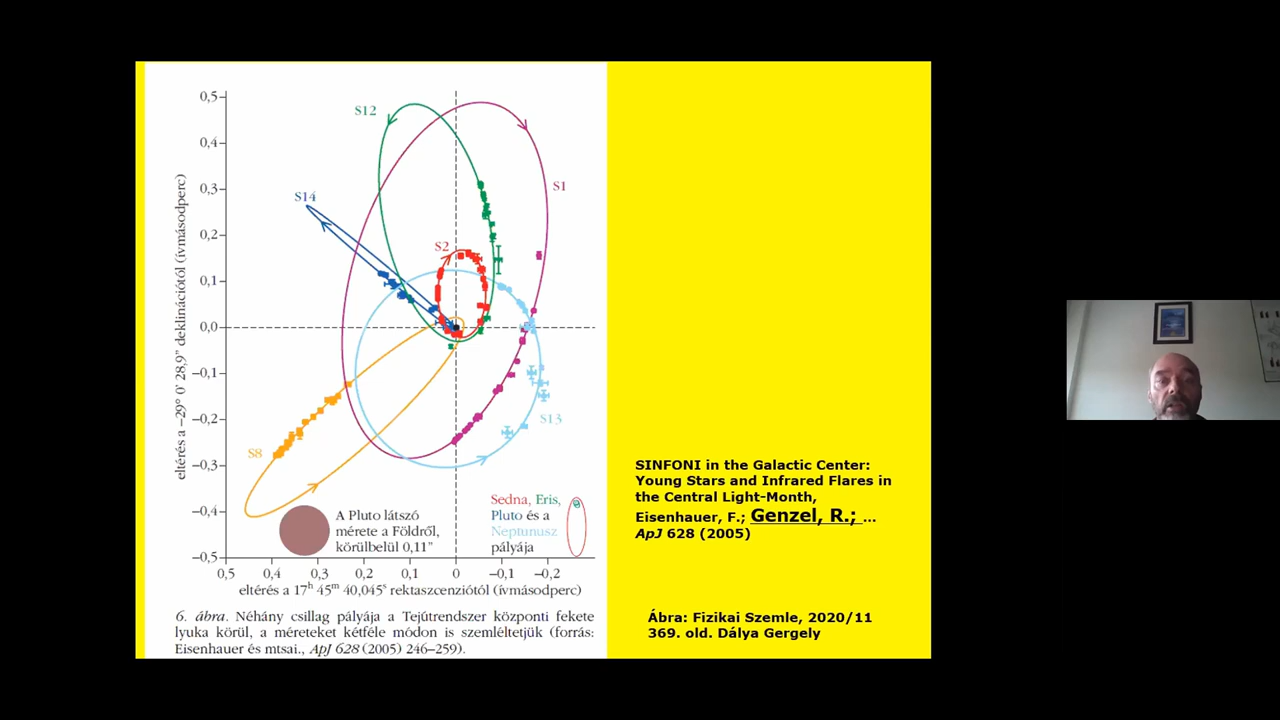 0,5
0,4
0,3
0,2
0,1
0,0
–0,1
–0,2
–0,3
–0,4
–0,5
eltérés a –29° 0' 28,9" deklinációtól (ívmásodperc)
S12
S1
S14
S2
S13
S8
A Pluto látszó
mérete a Földről,
körülbelül 0,11"
Sedna, Eris,
Pluto és a
Neptunusz
pályája
0,5 0,4 0,3 0,2 0,1 0 –0,1 –0,2
eltérés a 17h 45m 40,045s rektaszcenziótól (ívmásodperc)
6. ábra. Néhány csillag pályája a Tejútrendszer központi fekete
lyuka körül, a méreteket kétféle módon is szemléltetjük (forrás:
Eisenhauer és mtsai., ApJ 628 (2005) 246–259).
SINFONI in the Galactic Center:
Young Stars and Infrared Flares in
the Central Light-Month,
Eisenhauer, F.; Genzel, R.; ...
ApJ 628 (2005)
Ábra: Fizikai Szemle, 2020/11
369. old. Dálya Gergely